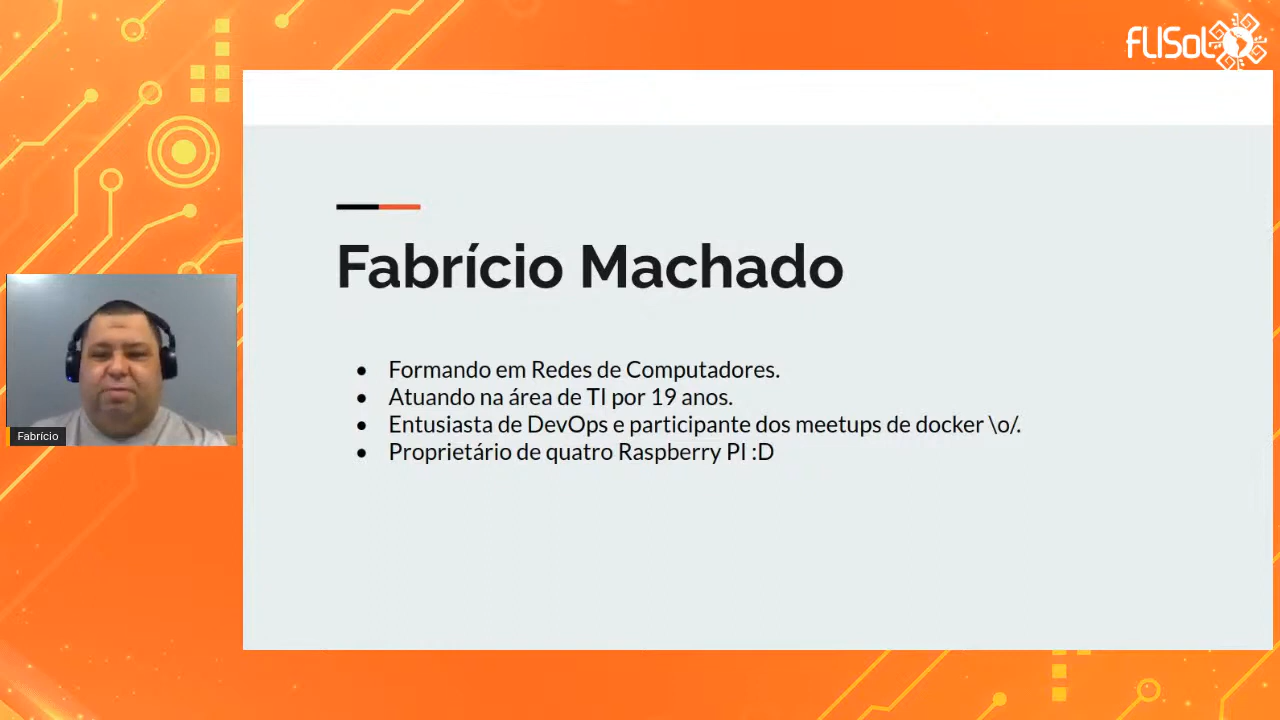 FLISoL
Fabrício Machado
Formando em Redes de Computadores.
Atuando na área de TI por 19 anos.
Entusiasta de DevOps e participante dos meetups de docker \o/.
Proprietário de quatro Raspberry PI :D
Fabrício